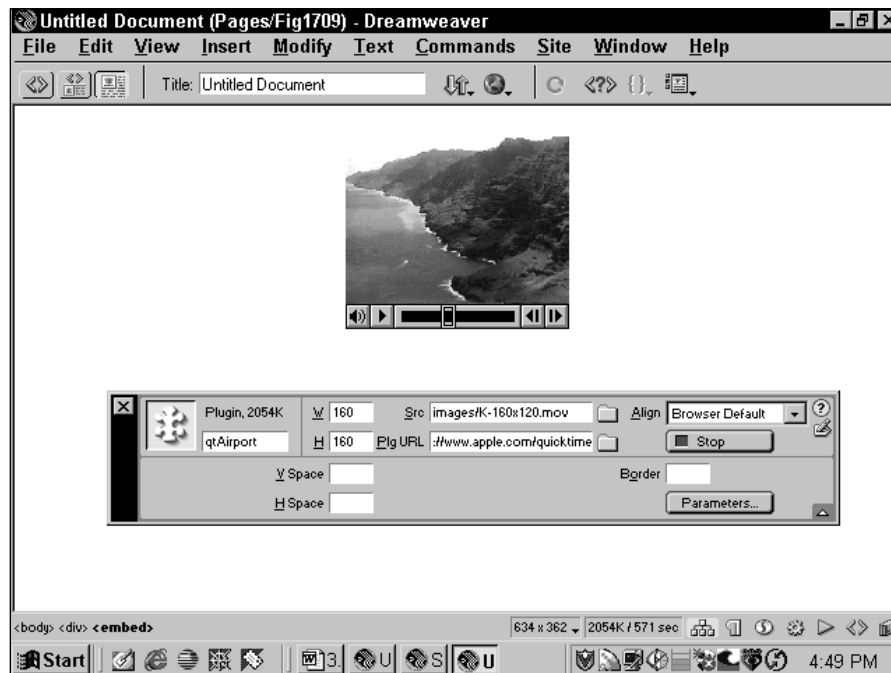 Untitled Document (Pages/Fig1709) - Dreamweaver
File Edit View Insert Modify Text Commands Site Window Help
Title: Untitled Document
Plugin, 2054K W 160 Src images/K-160x120.mov Align Browser Default
qtAirport H 160 Plg URL ://www.apple.com/quicktime Stop
V Space Border
H Space Parameters...
<body> <div> <embed> 634 x 362 2054K / 571 sec
Start 3. U S U 4:49 PM